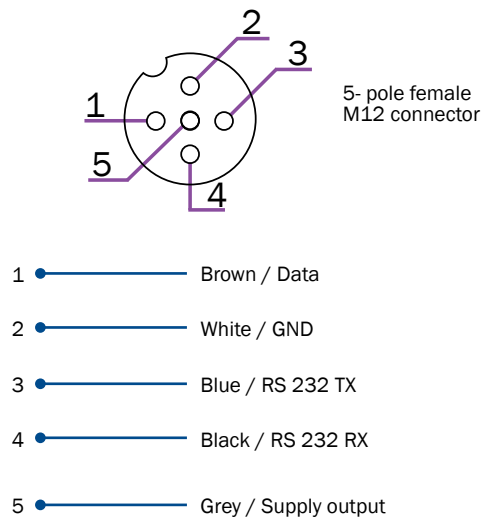 2
3
1
5
4
5- pole female
M12 connector
1 Brown / Data
2 White / GND
3 Blue / RS 232 TX
4 Black / RS 232 RX
5 Grey / Supply output